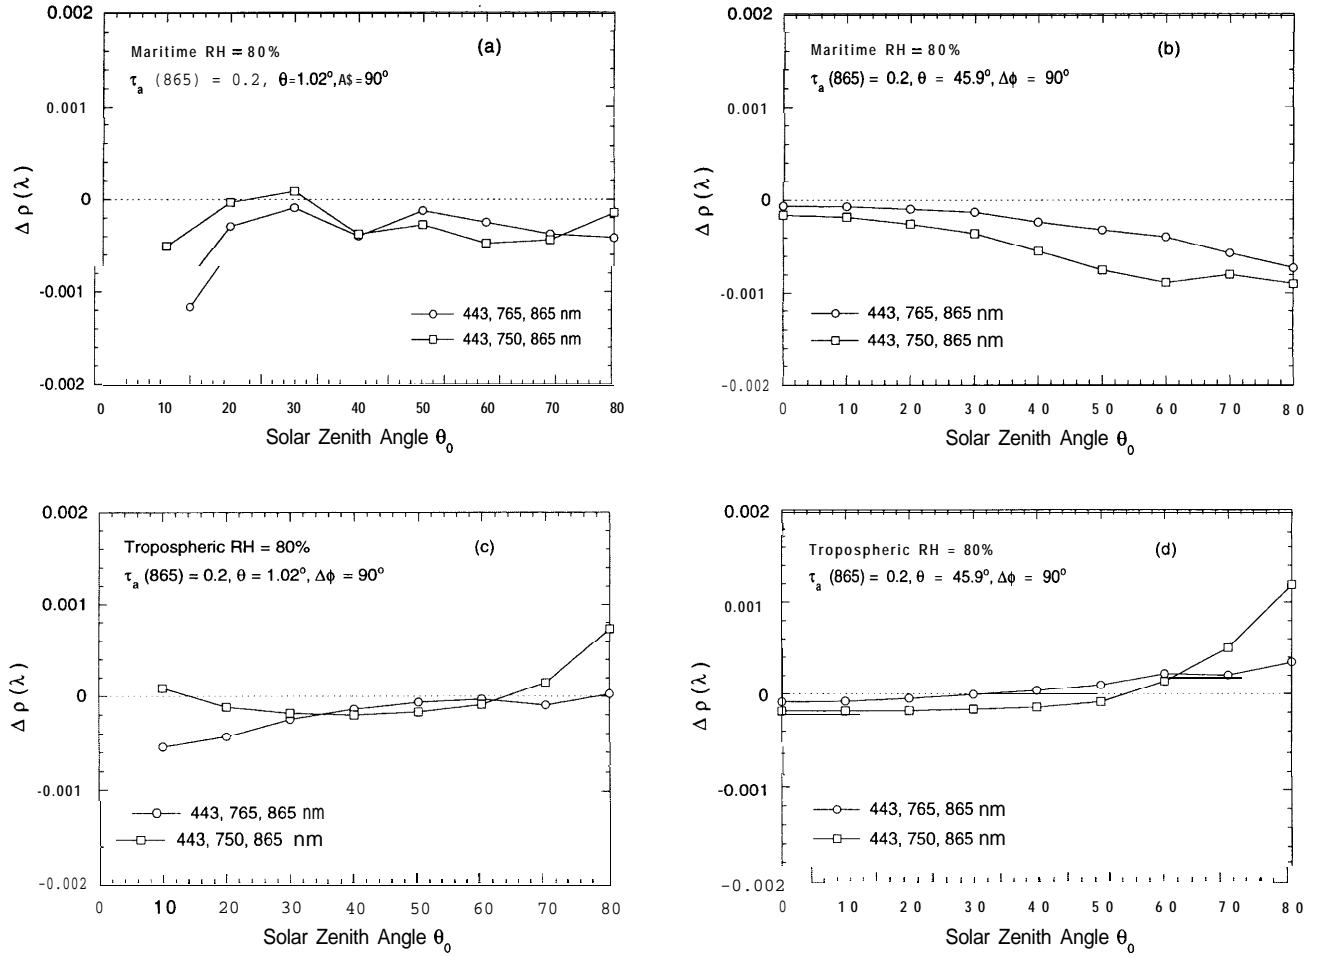 0.002
Maritime RH = 80%
(a)
τa (865) = 0.2, θ=1.02°, A$=90°
0.001
Δ ρ (λ)
0
-0.001
443, 765, 865 nm
443, 750, 865 nm
-0.002
0 10 20 30 40 50 60 70 80
Solar Zenith Angle θ0
0.002
Maritime RH = 80%
(b)
τa (865) = 0.2, θ = 45.9°, Δϕ = 90°
0.001
Δ ρ (λ)
0
-0.001
443, 765, 865 nm
443, 750, 865 nm
-0.002
0 10 20 30 40 50 60 70 80
Solar Zenith Angle θ0
0.002
Tropospheric RH = 80%
(c)
τa (865) = 0.2, θ = 1.02°, Δϕ = 90°
0.001
Δ ρ (λ)
0
-0.001
443, 765, 865 nm
443, 750, 865 nm
-0.002
0 10 20 30 40 50 60 70 80
Solar Zenith Angle θ0
0.002
Tropospheric RH = 80%
(d)
τa (865) = 0.2, θ = 45.9°, Δϕ = 90°
0.001
Δ ρ (λ)
0
-0.001
443, 765, 865 nm
443, 750, 865 nm
-0.002
0 10 20 30 40 50 60 70 80
Solar Zenith Angle θ0